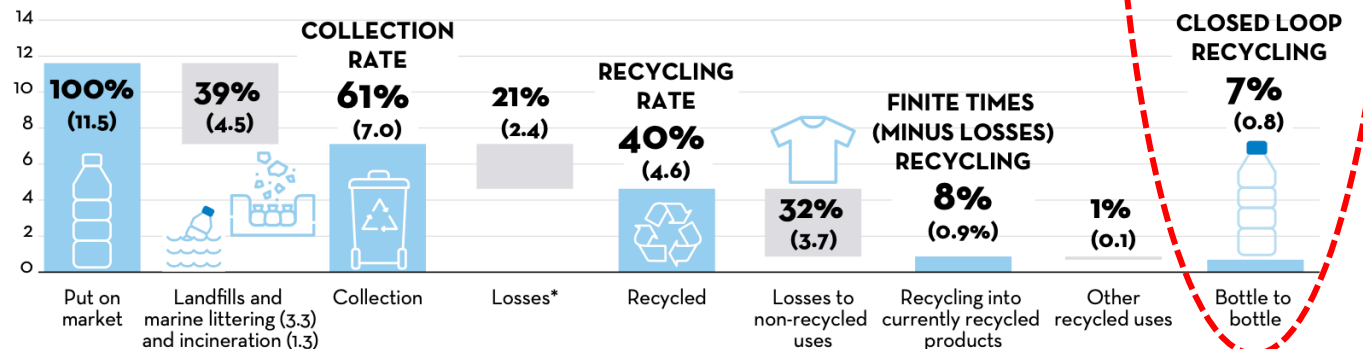 14
12
10
8
6
4
2
0
100%
(11.5)
Put on
market
39%
(4.5)
Landfills and
marine littering (3.3)
and incineration (1.3)
COLLECTION
RATE
61%
(7.0)
Collection
21%
(2.4)
Losses*
RECYCLING
RATE
40%
(4.6)
Recycled
32%
(3.7)
Losses to
non-recycled
uses
FINITE TIMES
(MINUS LOSSES)
RECYCLING
8%
(0.9%)
Recycling into
currently recycled
products
1%
(0.1)
Other
recycled uses
CLOSED LOOP
RECYCLING
7%
(0.8)
Bottle to
bottle